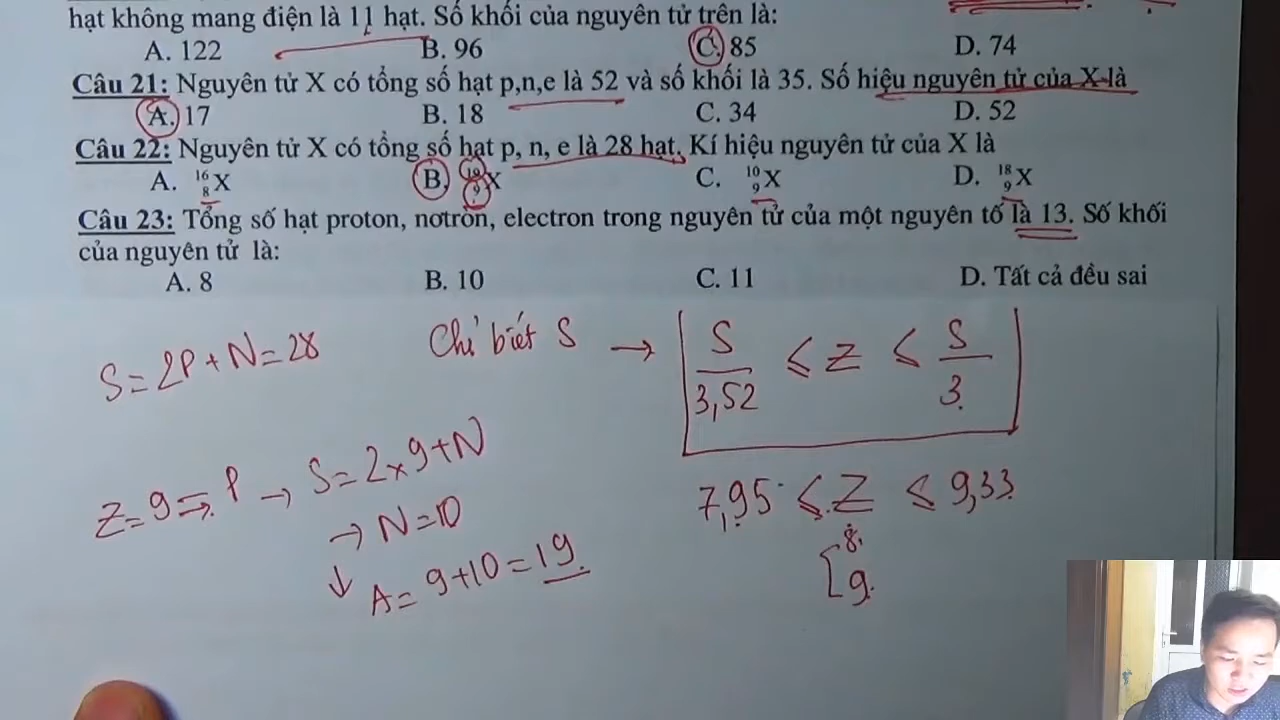 hạt không mang điện là 11 hạt. Số khối của nguyên tử trên là:
A. 122 B. 96 C. 85 D. 74
Câu 21: Nguyên tử X có tổng số hạt p,n,e là 52 và số khối là 35. Số hiệu nguyên tử của X là
A. 17 B. 18 C. 34 D. 52
Câu 22: Nguyên tử X có tổng số hạt p, n, e là 28 hạt. Kí hiệu nguyên tử của X là
A. ¹⁶₈X B. ¹⁹₉X C. ¹⁰₉X D. ¹⁸₉X
Câu 23: Tổng số hạt proton, nơtron, electron trong nguyên tử của một nguyên tố là 13. Số khối
của nguyên tử là:
A. 8 B. 10 C. 11 D. Tất cả đều sai
S = 2P + N = 28
Chỉ biết S → S/3,52 ≤ Z ≤ S/3
Z = 9 = P → S = 2 x 9 + N
→ N = 10
↓ A = 9 + 10 = 19
7,95 ≤ Z ≤ 9,33
[8
9